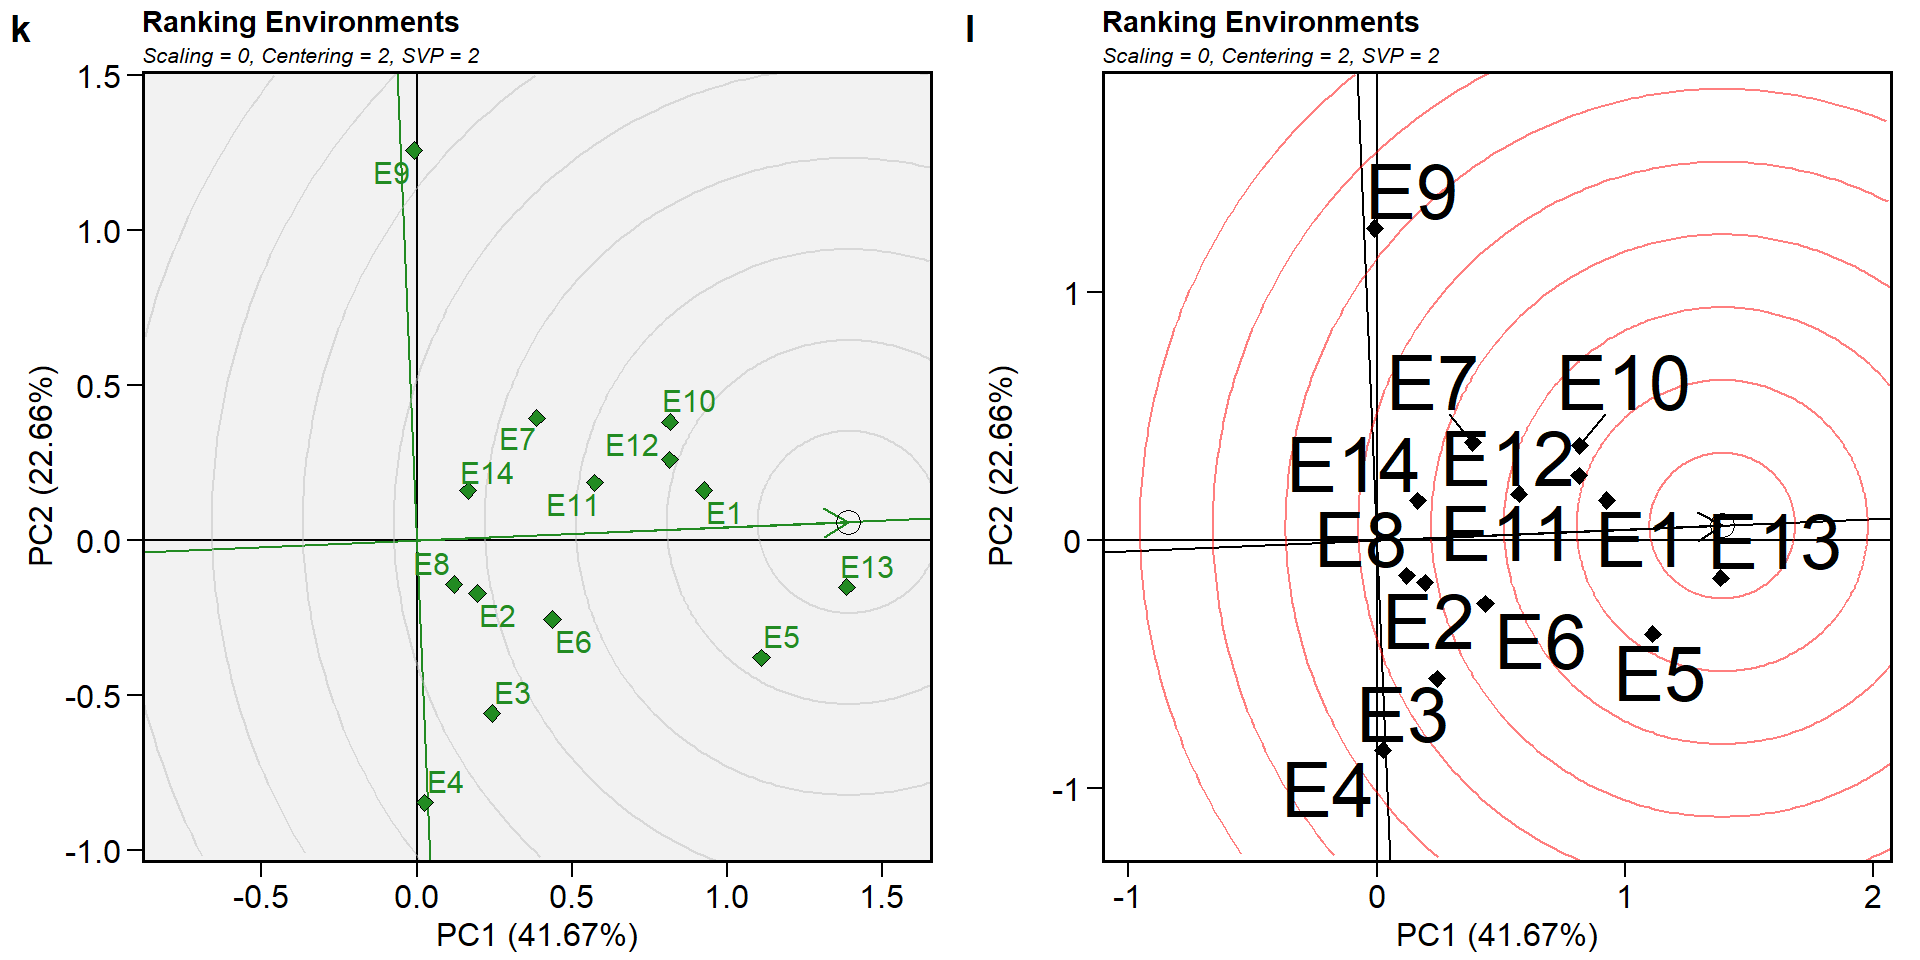 k
Ranking Environments
Scaling = 0, Centering = 2, SVP = 2
1.5
1.0
0.5
0.0
-0.5
-1.0
PC2 (22.66%)
E9
E10
E7
E12
E14
E11
E1
E8
E13
E2
E6
E5
E3
E4
-0.5
0.0
0.5
1.0
1.5
PC1 (41.67%)
l
Ranking Environments
Scaling = 0, Centering = 2, SVP = 2
1
0
-1
PC2 (22.66%)
E9
E7
E10
E14
E12
E8
E11
E1
E13
E2
E6
E5
E3
E4
-1
0
1
2
PC1 (41.67%)